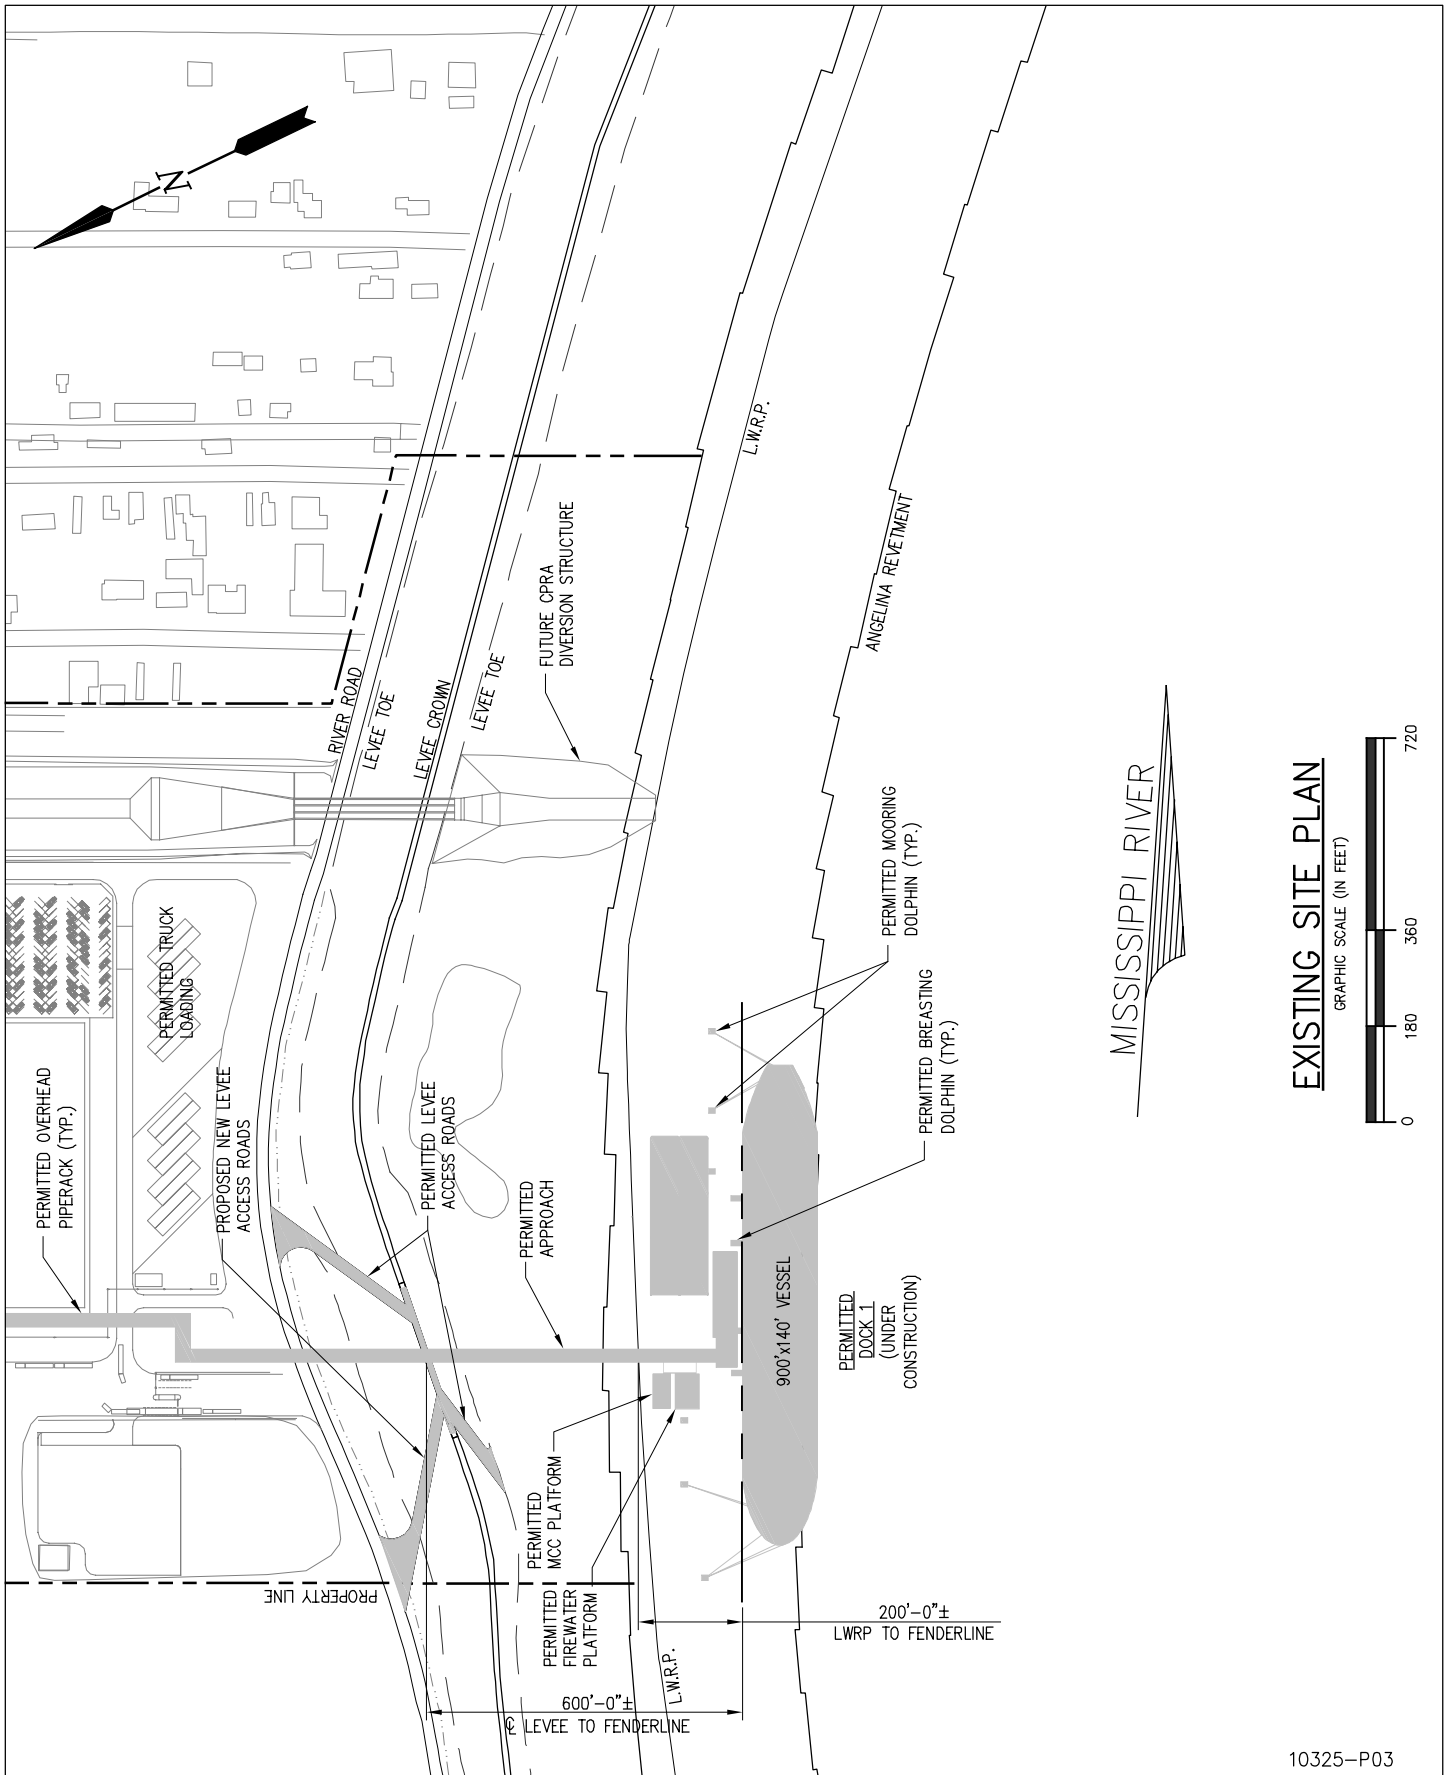 N
L.W.R.P.
ANGELINA REVETMENT
FUTURE CPRA
DIVERSION STRUCTURE
RIVER ROAD
LEVEE TOE
LEVEE CROWN
LEVEE TOE
PERMITTED TRUCK
LOADING
PERMITTED OVERHEAD
PIPERACK (TYP.)
PROPOSED NEW LEVEE
ACCESS ROADS
PERMITTED LEVEE
ACCESS ROADS
PERMITTED
APPROACH
PERMITTED MOORING
DOLPHIN (TYP.)
PERMITTED BREASTING
DOLPHIN (TYP.)
900'x140' VESSEL
PERMITTED
DOCK 1
(UNDER
CONSTRUCTION)
PERMITTED
MCC PLATFORM
PERMITTED
FIREWATER
PLATFORM
PROPERTY LINE
L.W.R.P.
200'-0"±
LWRP TO FENDERLINE
600'-0"±
℄ LEVEE TO FENDERLINE
MISSISSIPPI RIVER
EXISTING SITE PLAN
GRAPHIC SCALE (IN FEET)
0 180 360 720
10325-P03